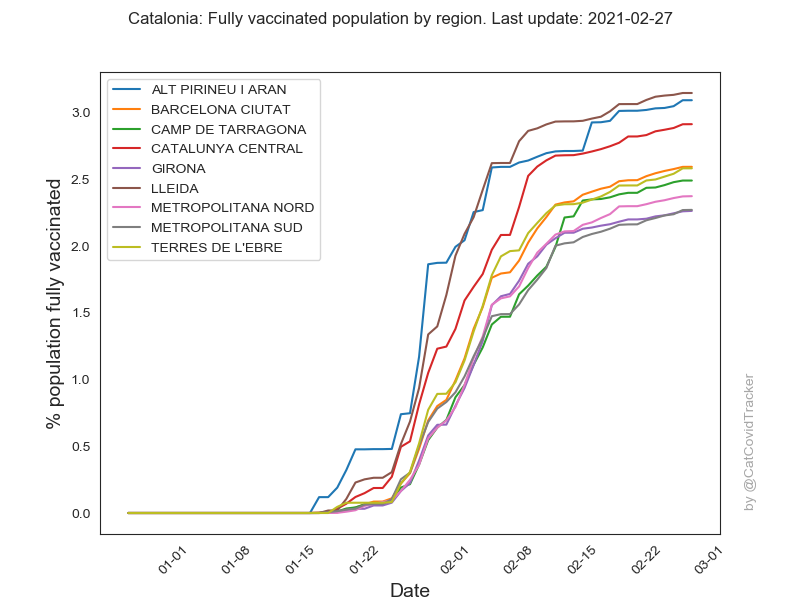 Catalonia: Fully vaccinated population by region. Last update: 2021-02-27
ALT PIRINEU I ARAN
BARCELONA CIUTAT
CAMP DE TARRAGONA
CATALUNYA CENTRAL
GIRONA
LLEIDA
METROPOLITANA NORD
METROPOLITANA SUD
TERRES DE L'EBRE
% population fully vaccinated
3.0
2.5
2.0
1.5
1.0
0.5
0.0
01-01
01-08
01-15
01-22
02-01
02-08
02-15
02-22
03-01
Date
by @CatCovidTracker